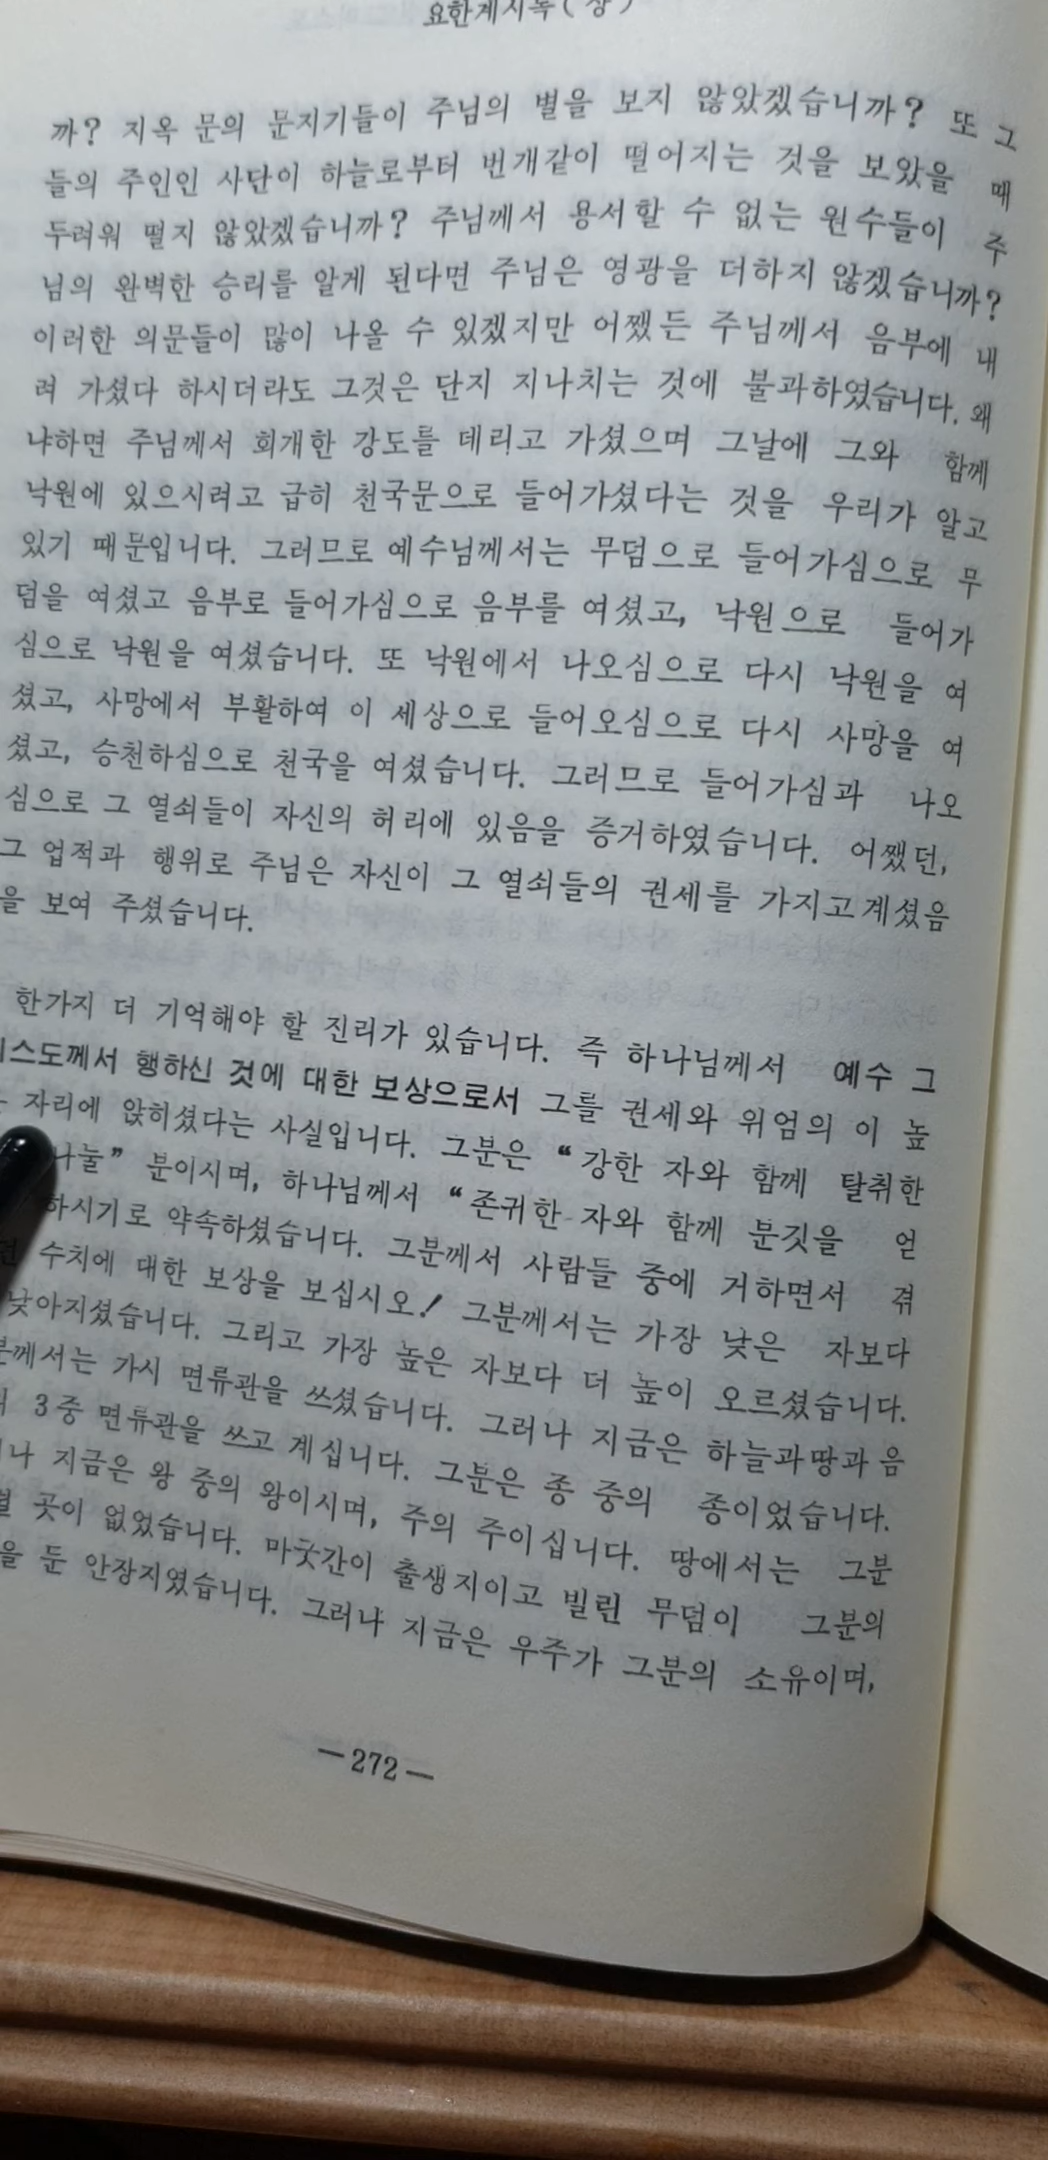 요한계시록(상)
까? 지옥 문의 문지기들이 주님의 별을 보지 않았겠습니까? 또 그
들의 주인인 사단이 하늘로부터 번개같이 떨어지는 것을 보았을 때
두려워 떨지 않았겠습니까? 주님께서 용서할 수 없는 원수들이 주
님의 완벽한 승리를 알게 된다면 주님은 영광을 더하지 않겠습니까?
이러한 의문들이 많이 나올 수 있겠지만 어쨌든 주님께서 음부에 내
려 가셨다 하시더라도 그것은 단지 지나치는 것에 불과하였습니다. 왜
냐하면 주님께서 회개한 강도를 데리고 가셨으며 그날에 그와 함께
낙원에 있으시려고 급히 천국문으로 들어가셨다는 것을 우리가 알고
있기 때문입니다. 그러므로 예수님께서는 무덤으로 들어가심으로 무
덤을 여셨고 음부로 들어가심으로 음부를 여셨고, 낙원으로 들어가
심으로 낙원을 여셨습니다. 또 낙원에서 나오심으로 다시 낙원을 여
셨고, 사망에서 부활하여 이 세상으로 들어오심으로 다시 사망을 여
셨고, 승천하심으로 천국을 여셨습니다. 그러므로 들어가심과 나오
심으로 그 열쇠들이 자신의 허리에 있음을 증거하였습니다. 어쨌던,
그 업적과 행위로 주님은 자신이 그 열쇠들의 권세를 가지고계셨음
을 보여 주셨습니다.
한가지 더 기억해야 할 진리가 있습니다. 즉 하나님께서 예수 그
리스도께서 행하신 것에 대한 보상으로서 그를 권세와 위엄의 이 높
자리에 앉히셨다는 사실입니다. 그분은 “강한 자와 함께 탈취한
나눌” 분이시며, 하나님께서 “존귀한 자와 함께 분깃을 얻
하시기로 약속하셨습니다. 그분께서 사람들 중에 거하면서 겪
수치에 대한 보상을 보십시오! 그분께서는 가장 낮은 자보다
낮아지셨습니다. 그리고 가장 높은 자보다 더 높이 오르셨습니다.
께서는 가시 면류관을 쓰셨습니다. 그러나 지금은 하늘과땅과음
3중 면류관을 쓰고 계십니다. 그분은 종 중의 종이었습니다.
나 지금은 왕 중의 왕이시며, 주의 주이십니다. 땅에서는 그분
곳이 없었습니다. 마굿간이 출생지이고 빌린 무덤이 그분의
을 둔 안장지였습니다. 그러나 지금은 우주가 그분의 소유이며,
—272—